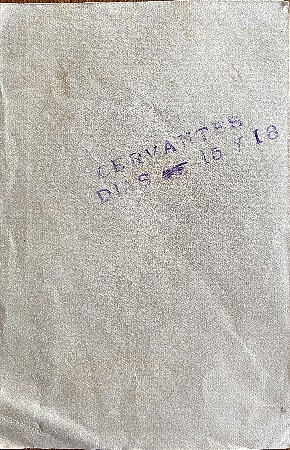 CERVANTES
DIAS 15 Y 18